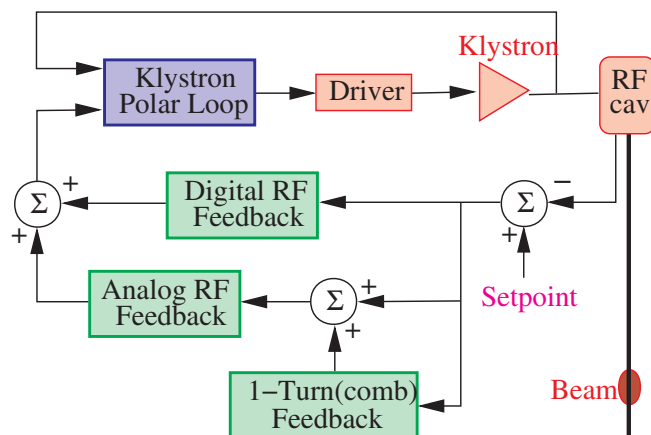 Klystron
Klystron
Polar Loop
Driver
RF
cav
Digital RF
Feedback
Σ
+
+
Σ
−
+
Setpoint
Analog RF
Feedback
Σ
+
+
1−Turn(comb)
Feedback
Beam